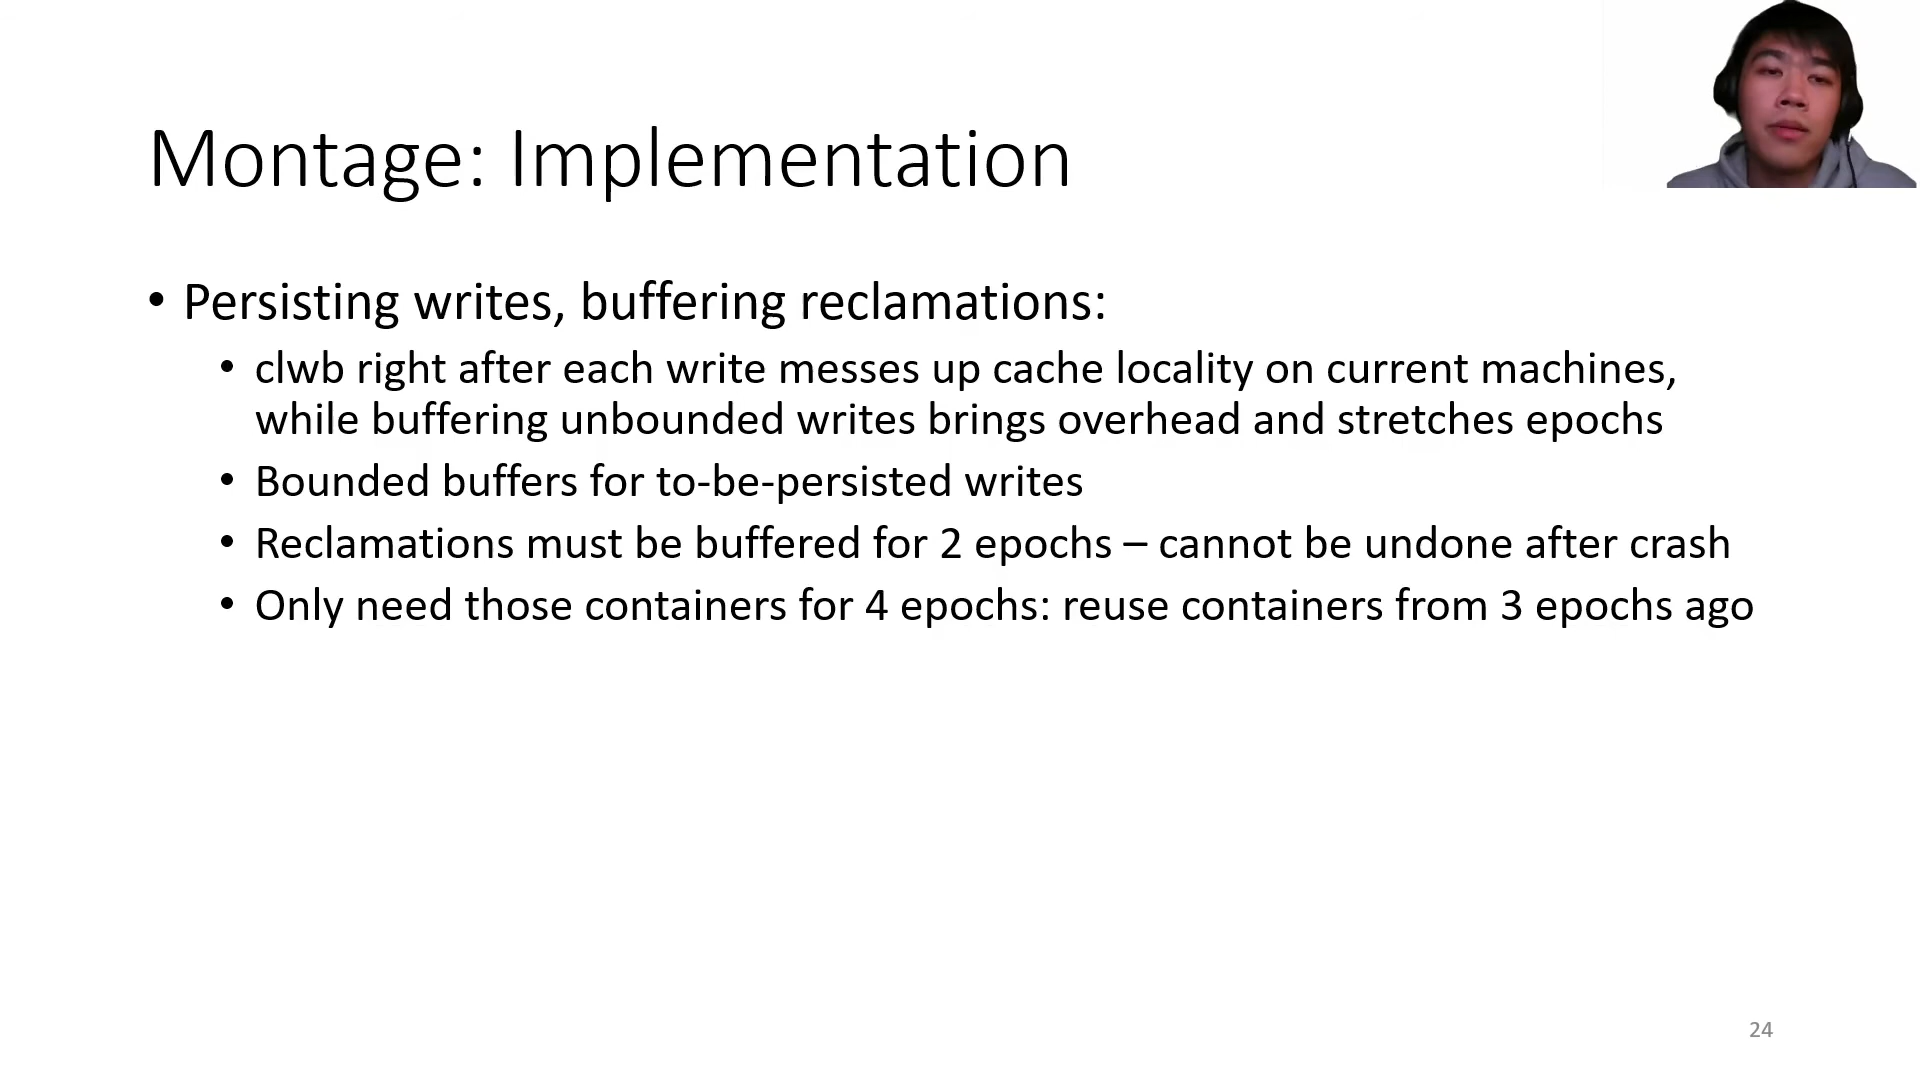 Montage: Implementation
• Persisting writes, buffering reclamations:
• clwb right after each write messes up cache locality on current machines,
while buffering unbounded writes brings overhead and stretches epochs
• Bounded buffers for to-be-persisted writes
• Reclamations must be buffered for 2 epochs – cannot be undone after crash
• Only need those containers for 4 epochs: reuse containers from 3 epochs ago
24